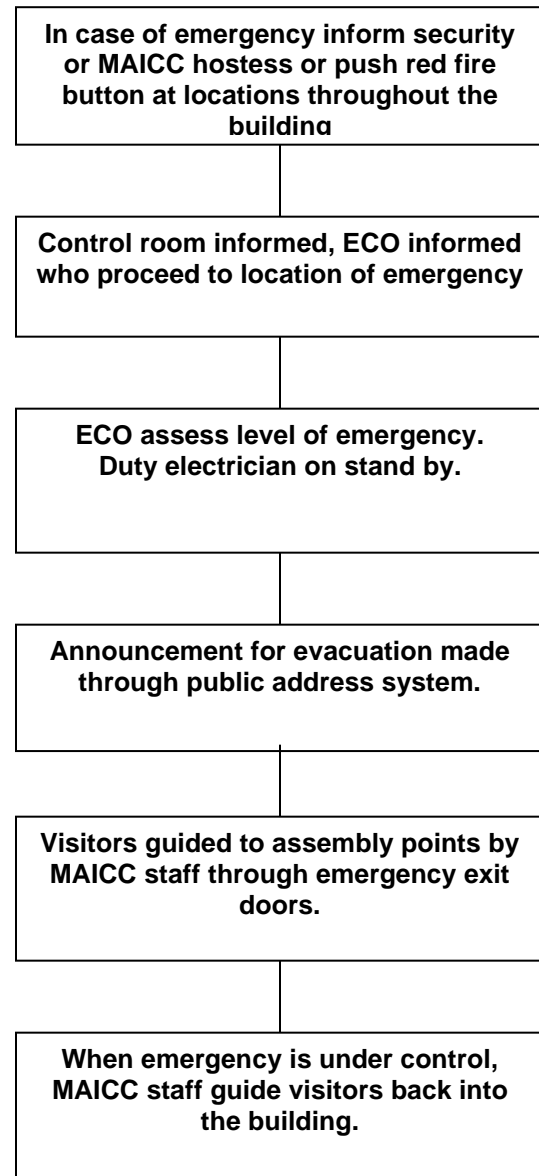 In case of emergency inform security
or MAICC hostess or push red fire
button at locations throughout the
building
Control room informed, ECO informed
who proceed to location of emergency
ECO assess level of emergency.
Duty electrician on stand by.
Announcement for evacuation made
through public address system.
Visitors guided to assembly points by
MAICC staff through emergency exit
doors.
When emergency is under control,
MAICC staff guide visitors back into
the building.